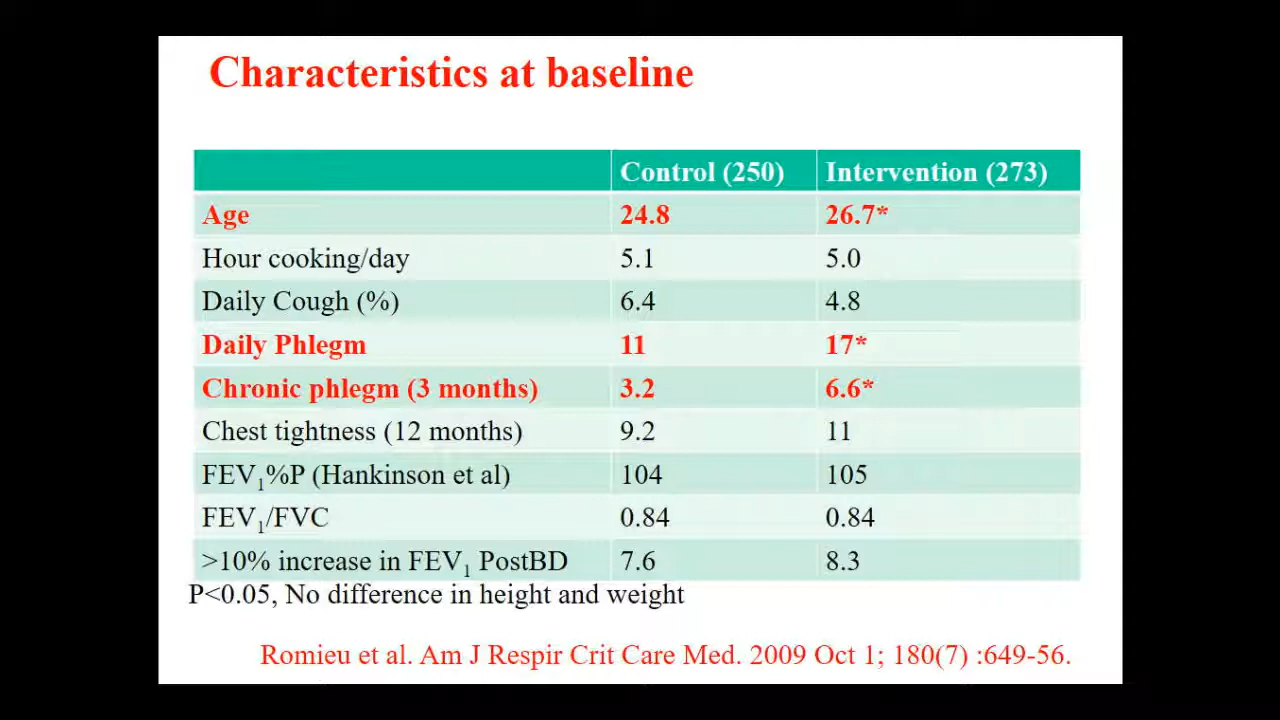 Characteristics at baseline
Control (250) Intervention (273)
Age 24.8 26.7*
Hour cooking/day 5.1 5.0
Daily Cough (%) 6.4 4.8
Daily Phlegm 11 17*
Chronic phlegm (3 months) 3.2 6.6*
Chest tightness (12 months) 9.2 11
FEV1%P (Hankinson et al) 104 105
FEV1/FVC 0.84 0.84
>10% increase in FEV1 PostBD 7.6 8.3
P<0.05, No difference in height and weight
Romieu et al. Am J Respir Crit Care Med. 2009 Oct 1; 180(7) :649-56.